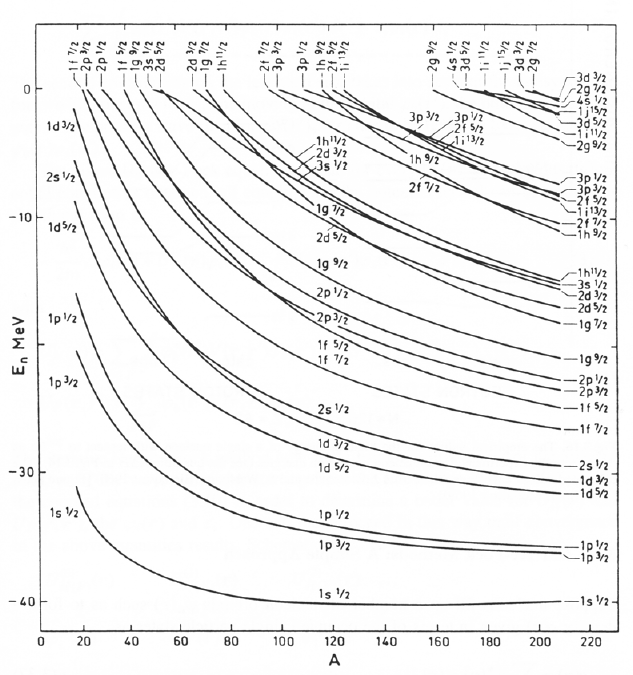 1f 7/2
2p 3/2
2p 1/2
1f 5/2
1g 9/2
3s 1/2
2d 5/2
2d 3/2
1g 7/2
1h 11/2
2f 7/2
3p 3/2
3p 1/2
1h 9/2
2f 5/2
1i 13/2
2g 9/2
4s 1/2
3d 5/2
1i 11/2
1j 15/2
3d 3/2
2g 7/2
0
3d 3/2
2g 7/2
4s 1/2
1j 15/2
3d 5/2
1i 11/2
2g 9/2
1d 3/2
3p 3/2
3p 1/2
2f 5/2
1i 13/2
1h 11/2
2d 3/2
3s 1/2
1h 9/2
2f 7/2
2s 1/2
3p 1/2
3p 3/2
2f 5/2
1i 13/2
2f 7/2
1h 9/2
-10
1d 5/2
1g 7/2
2d 5/2
1g 9/2
2p 1/2
2p 3/2
1h 11/2
3s 1/2
2d 3/2
2d 5/2
1g 7/2
1p 1/2
1p 3/2
En MeV
1f 5/2
1f 7/2
1g 9/2
2p 1/2
2p 3/2
1f 5/2
1f 7/2
2s 1/2
1d 3/2
1d 5/2
2s 1/2
1d 3/2
1d 5/2
-30
1s 1/2
1p 1/2
1p 3/2
1p 1/2
1p 3/2
1s 1/2
1s 1/2
-40
0 20 40 60 80 100 120 140 160 180 200 220
A